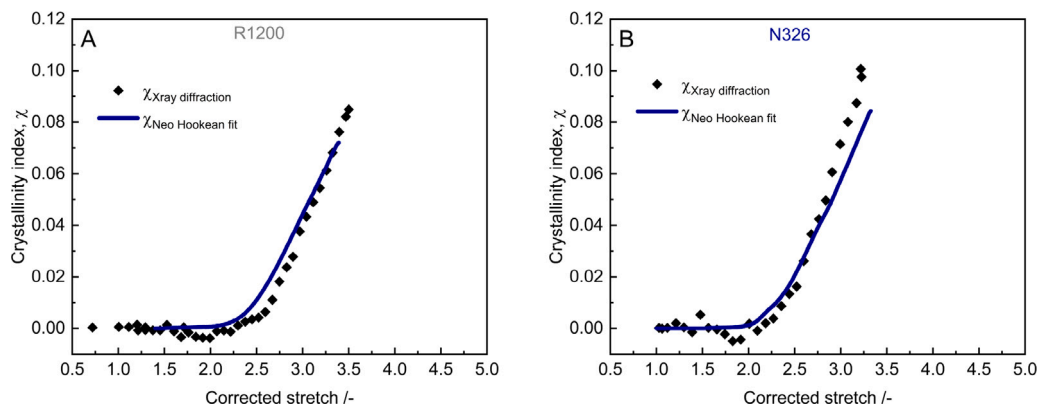 A
R1200
χXray diffraction
χNeo Hookean fit
Crystallinity index, χ
0.12
0.10
0.08
0.06
0.04
0.02
0.00
0.5 1.0 1.5 2.0 2.5 3.0 3.5 4.0 4.5 5.0
Corrected stretch /-
B
N326
χXray diffraction
χNeo Hookean fit
Crystallinity index, χ
0.12
0.10
0.08
0.06
0.04
0.02
0.00
0.5 1.0 1.5 2.0 2.5 3.0 3.5 4.0 4.5 5.0
Corrected stretch /-